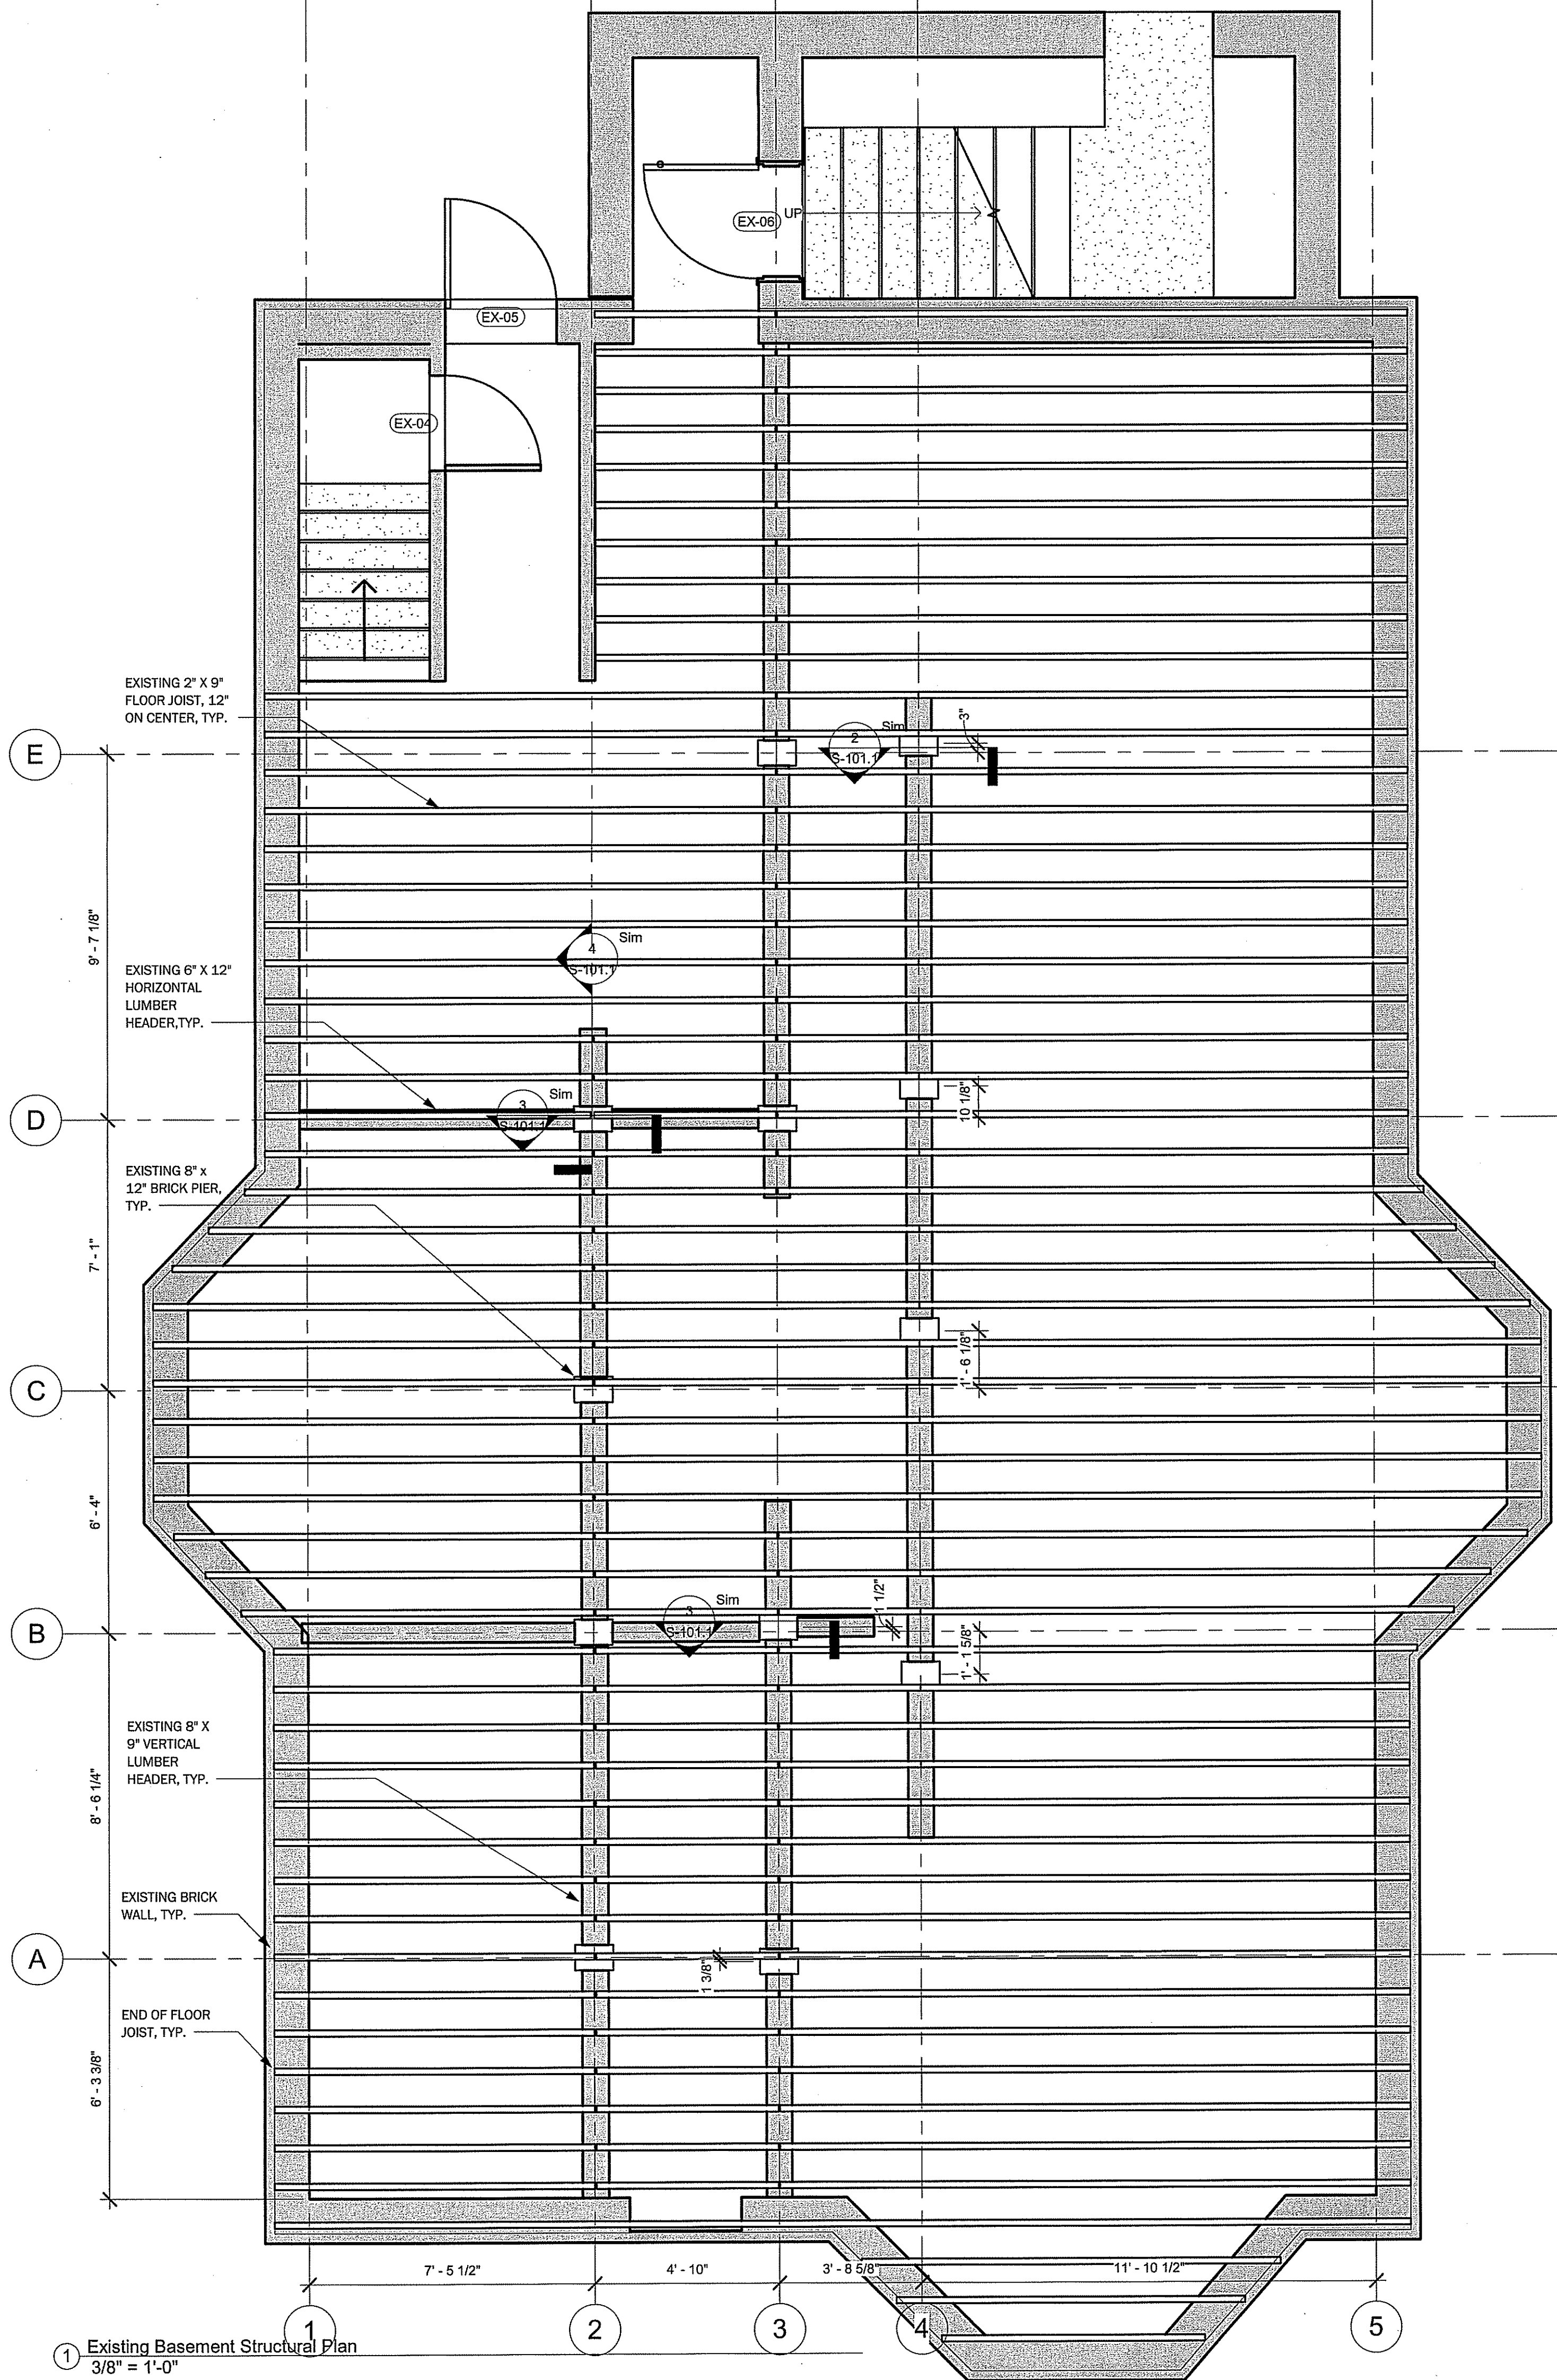 UP
EX-06
EX-05
EX-04
EXISTING 2" X 9"
FLOOR JOIST, 12"
ON CENTER, TYP.
E
2
S-101.1
Sim
3"
9' - 7 1/8"
4
S-101.1
Sim
EXISTING 6" X 12"
HORIZONTAL
LUMBER
HEADER,TYP.
D
3
S-101.1
Sim
10 1/8"
EXISTING 8" x
12" BRICK PIER,
TYP.
7' - 1"
1' - 6 1/8"
C
6' - 4"
B
3
S-101.1
Sim
1 1/2"
1' - 1 5/8"
EXISTING 8" X
9" VERTICAL
LUMBER
HEADER, TYP.
8' - 6 1/4"
EXISTING BRICK
WALL, TYP.
A
1 3/8"
END OF FLOOR
JOIST, TYP.
6' - 3 3/8"
7' - 5 1/2"
4' - 10"
3' - 8 5/8"
11' - 10 1/2"
1
2
3
4
5
1
Existing Basement Structural Plan
3/8" = 1'-0"